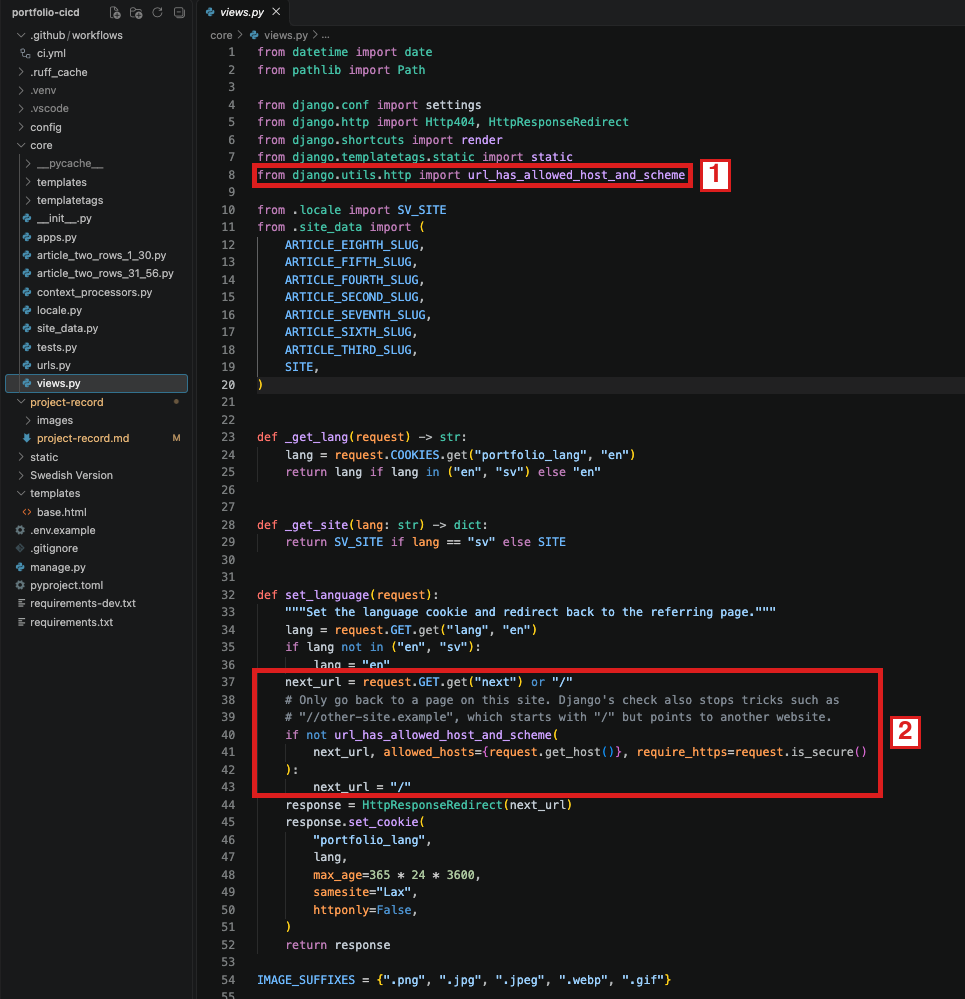 portfolio-cicd
.github/workflows
ci.yml
.ruff_cache
.venv
.vscode
config
core
__pycache__
templates
templatetags
__init__.py
apps.py
article_two_rows_1_30.py
article_two_rows_31_56.py
context_processors.py
locale.py
site_data.py
tests.py
urls.py
views.py
project-record
images
project-record.md M
static
Swedish Version
templates
<> base.html
.env.example
.gitignore
manage.py
pyproject.toml
requirements-dev.txt
requirements.txt
views.py ×
core > views.py > ...
1 from datetime import date
2 from pathlib import Path
3
4 from django.conf import settings
5 from django.http import Http404, HttpResponseRedirect
6 from django.shortcuts import render
7 from django.templatetags.static import static
8 from django.utils.http import url_has_allowed_host_and_scheme
1
9
10 from .locale import SV_SITE
11 from .site_data import (
12     ARTICLE_EIGHTH_SLUG,
13     ARTICLE_FIFTH_SLUG,
14     ARTICLE_FOURTH_SLUG,
15     ARTICLE_SECOND_SLUG,
16     ARTICLE_SEVENTH_SLUG,
17     ARTICLE_SIXTH_SLUG,
18     ARTICLE_THIRD_SLUG,
19     SITE,
20 )
21
22
23 def _get_lang(request) -> str:
24     lang = request.COOKIES.get("portfolio_lang", "en")
25     return lang if lang in ("en", "sv") else "en"
26
27
28 def _get_site(lang: str) -> dict:
29     return SV_SITE if lang == "sv" else SITE
30
31
32 def set_language(request):
33     """Set the language cookie and redirect back to the referring page."""
34     lang = request.GET.get("lang", "en")
35     if lang not in ("en", "sv"):
36         lang = "en"
37     next_url = request.GET.get("next") or "/"
38     # Only go back to a page on this site. Django's check also stops tricks such as
39     # "//other-site.example", which starts with "/" but points to another website.
40     if not url_has_allowed_host_and_scheme(
2
41         next_url, allowed_hosts={request.get_host()}, require_https=request.is_secure()
42     ):
43         next_url = "/"
44     response = HttpResponseRedirect(next_url)
45     response.set_cookie(
46         "portfolio_lang",
47         lang,
48         max_age=365 * 24 * 3600,
49         samesite="Lax",
50         httponly=False,
51     )
52     return response
53
54 IMAGE_SUFFIXES = {".png", ".jpg", ".jpeg", ".webp", ".gif"}
55